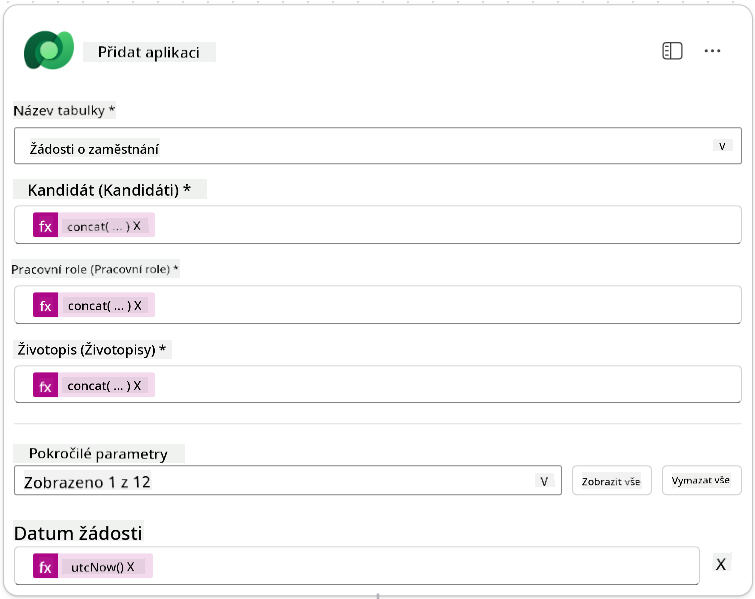 Přidat aplikaci
Název tabulky *
Žádosti o zaměstnání
v
Kandidát (Kandidáti) *
fx concat( ... ) X
Pracovní role (Pracovní role) *
fx concat( ... ) X
Životopis (Životopisy) *
fx concat( ... ) X
Pokročilé parametry
Zobrazeno 1 z 12 V Zobrazit vše Vymazat vše
Datum žádosti
fx utcNow() X X